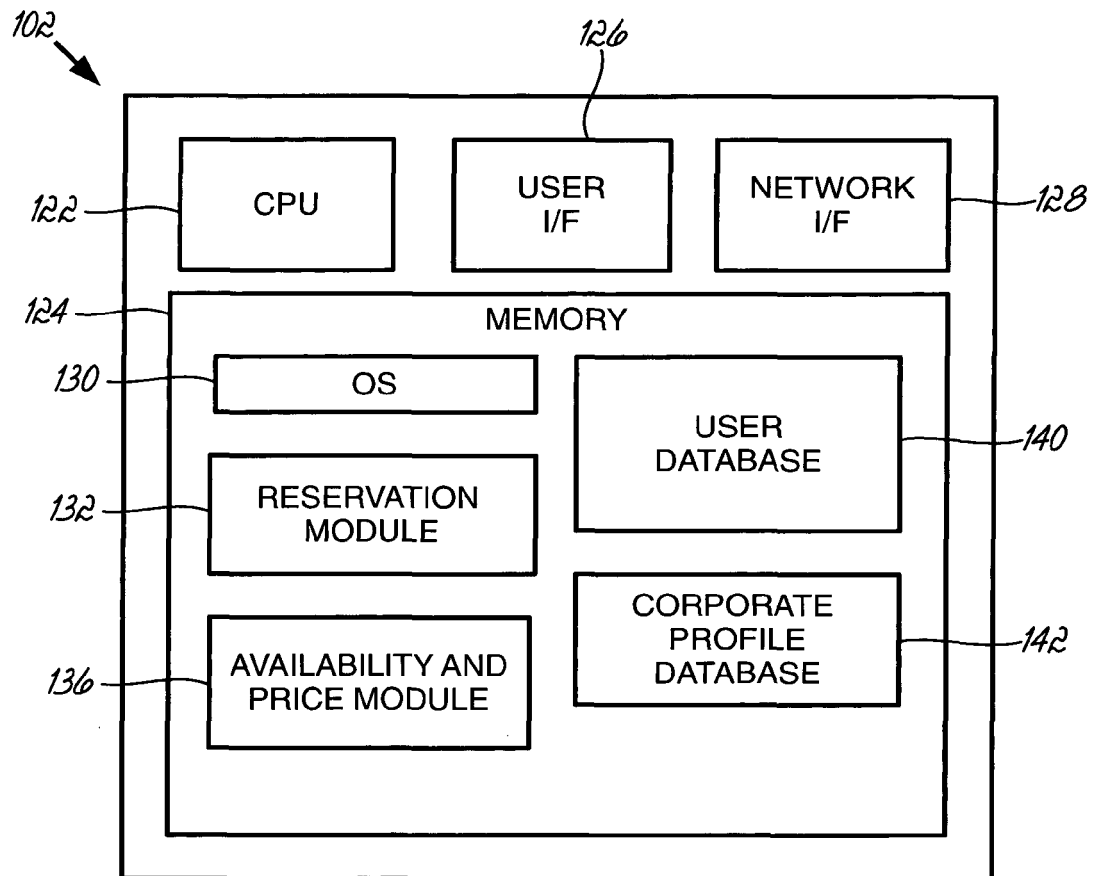 102
126
CPU
USER
I/F
NETWORK
I/F
122
128
124
MEMORY
130
OS
USER
DATABASE
140
132
RESERVATION
MODULE
CORPORATE
PROFILE
DATABASE
142
136
AVAILABILITY AND
PRICE MODULE